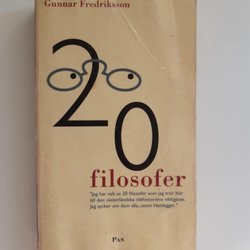 Gunnar Fredriksson
20
filosofer
"Jag har valt ut 20 filosofer som jag tror hör
till den västerländska idéhistoriens viktigaste.
Jag tycker om dem alla, utom Heidegger."
PAN